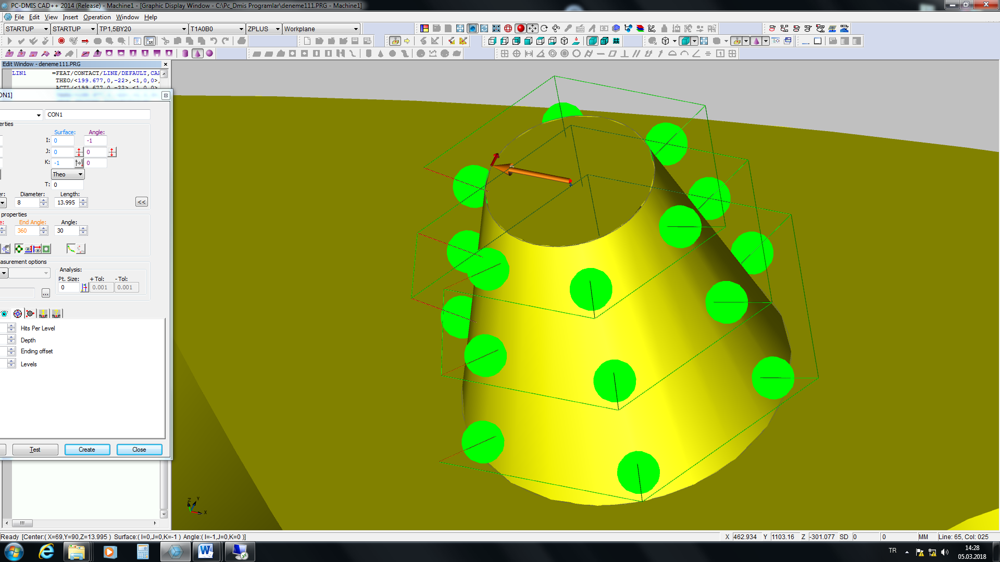 PC-DMIS CAD++ 2014 (Release) - Machine1 - [Graphic Display Window - C:\Pc_Dmis Programlar\deneme111.PRG - Machine1]
File Edit View Insert Operation Window Help
STARTUP STARTUP TP1,5BY20 T1A0B0 ZPLUS Workplane
Edit Window - deneme111.PRG
LIN1 =FEAT/CONTACT/LINE/DEFAULT,CAR
THEO/<199.677,0,-22>,<1,0,0>,
ACTL/<199.677,0,-22>,<1,0,0>
ON1]
CON1
erties
Surface: Angle:
I: 0 -1
J: 0 0
K: -1 0
Theo
T: 0
er: Diameter: Length:
8 13.995 <<
properties
e: End Angle: Angle:
360 30
asurement options
Analysis:
Pt. Size: + Tol: - Tol:
0 0.001 0.001
...
Hits Per Level
Depth
Ending offset
Levels
Test Create Close
Z Y X
Ready [Center:( X=69,Y=90,Z=13.995 ) Surface:( I=0,J=0,K=-1 ) Angle:( I=-1,J=0,K=0 )] X 462.934 Y 1103.16 Z -301.077 SD 0 0 MM Line: 65, Col: 025
TR 14:28
05.03.2018